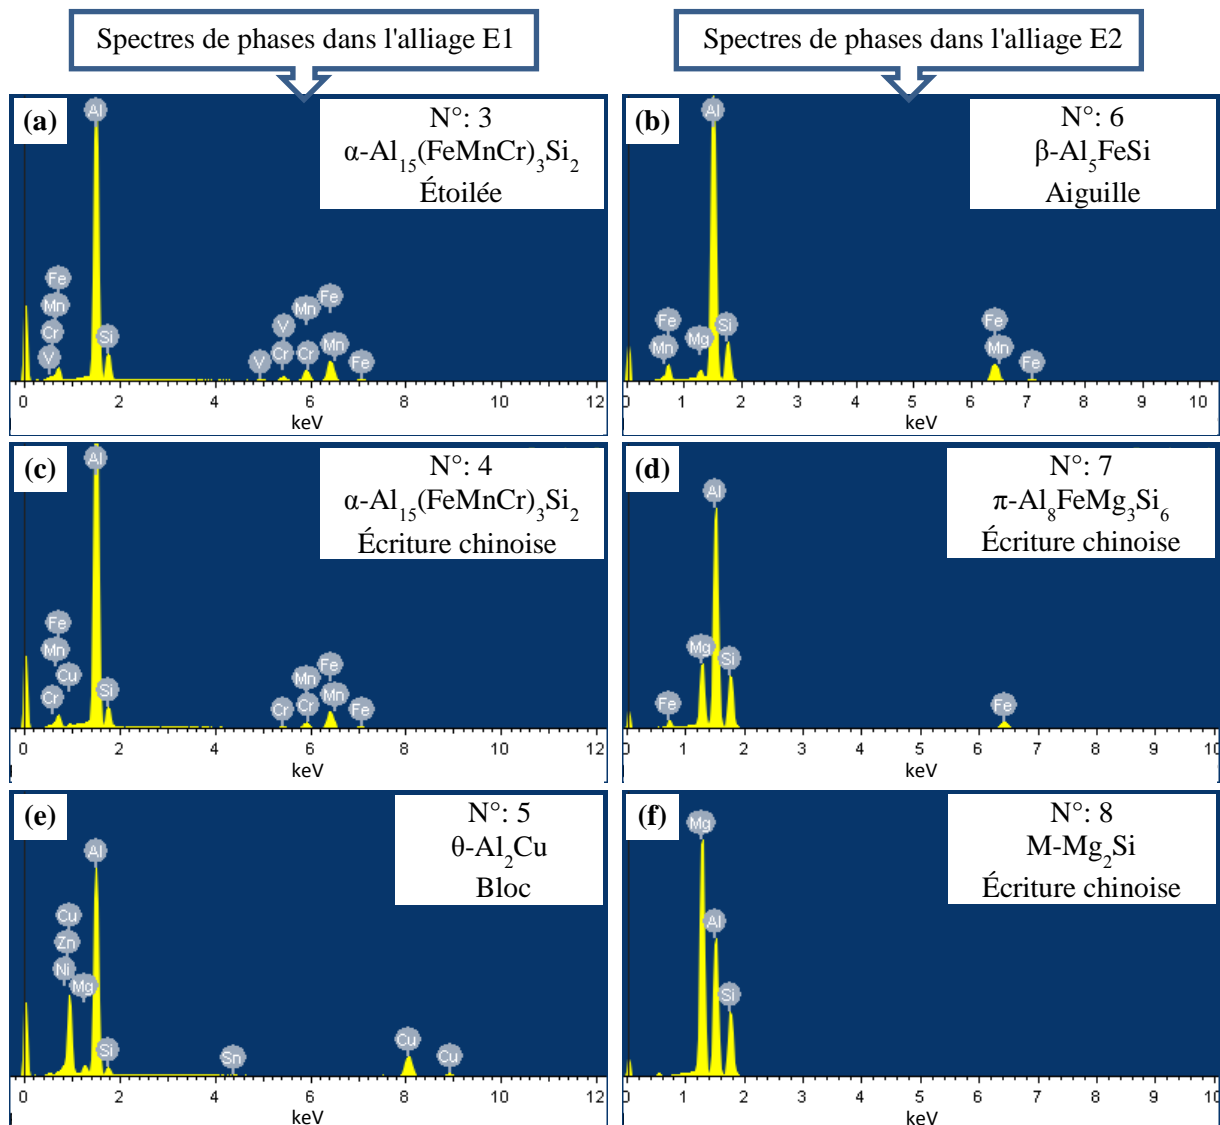 Spectres de phases dans l'alliage E1
Spectres de phases dans l'alliage E2
(a)
N°: 3
α-Al15(FeMnCr)3Si2
Étoilée
Al
Fe
Mn
Cr
V
Si
V
V
Cr
Mn
Cr
Fe
Mn
Fe
0 2 4 6 8 10 12
keV
(b)
N°: 6
β-Al5FeSi
Aiguille
Al
Fe
Mn
Mg
Si
Fe
Mn
Fe
0 1 2 3 4 5 6 7 8 9 10
keV
(c)
N°: 4
α-Al15(FeMnCr)3Si2
Écriture chinoise
Al
Fe
Mn
Cu
Cr
Si
Cr
Mn
Cr
Fe
Mn
Fe
0 2 4 6 8 10 12
keV
(d)
N°: 7
π-Al8FeMg3Si6
Écriture chinoise
Al
Mg
Si
Fe
Fe
0 1 2 3 4 5 6 7 8 9 10
keV
(e)
N°: 5
θ-Al2Cu
Bloc
Al
Cu
Zn
Ni
Mg
Si
Sn
Cu
Cu
0 2 4 6 8 10 12
keV
(f)
N°: 8
M-Mg2Si
Écriture chinoise
Mg
Al
Si
0 1 2 3 4 5 6 7 8 9 10
keV